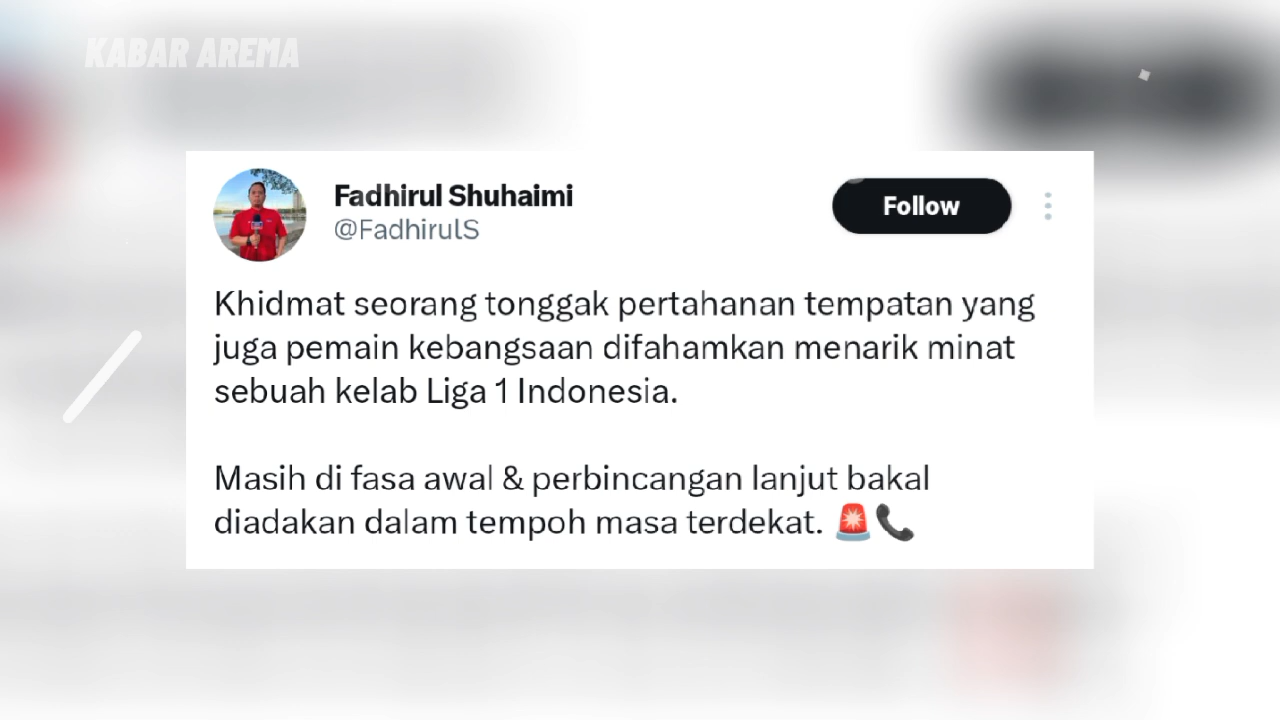 KABAR AREMA
Fadhirul Shuhaimi
@FadhirulS
Follow
Khidmat seorang tonggak pertahanan tempatan yang
juga pemain kebangsaan difahamkan menarik minat
sebuah kelab Liga 1 Indonesia.
Masih di fasa awal & perbincangan lanjut bakal
diadakan dalam tempoh masa terdekat. 🚨📞